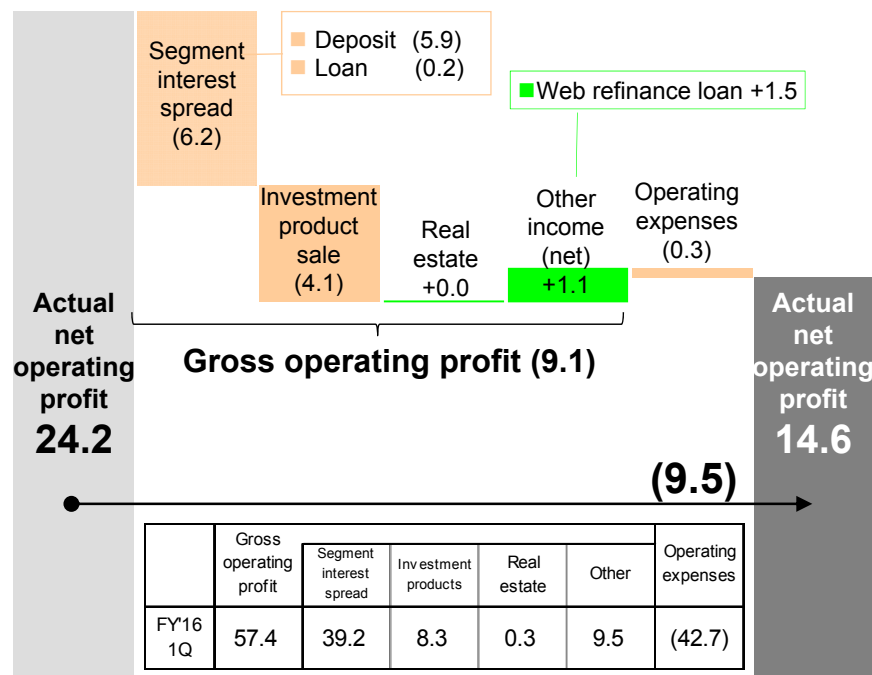 Segment
interest
spread
(6.2)
Deposit (5.9)
Loan (0.2)
Web refinance loan +1.5
Investment
product
sale
(4.1)
Real
estate
+0.0
Other
income
(net)
+1.1
Operating
expenses
(0.3)
Actual
net
operating
profit
24.2
Gross operating profit (9.1)
Actual
net
operating
profit
14.6
(9.5)
Gross
operating
profit
Segment
interest
spread
Investment
products
Real
estate
Other
Operating
expenses
FY'16
1Q
57.4
39.2
8.3
0.3
9.5
(42.7)